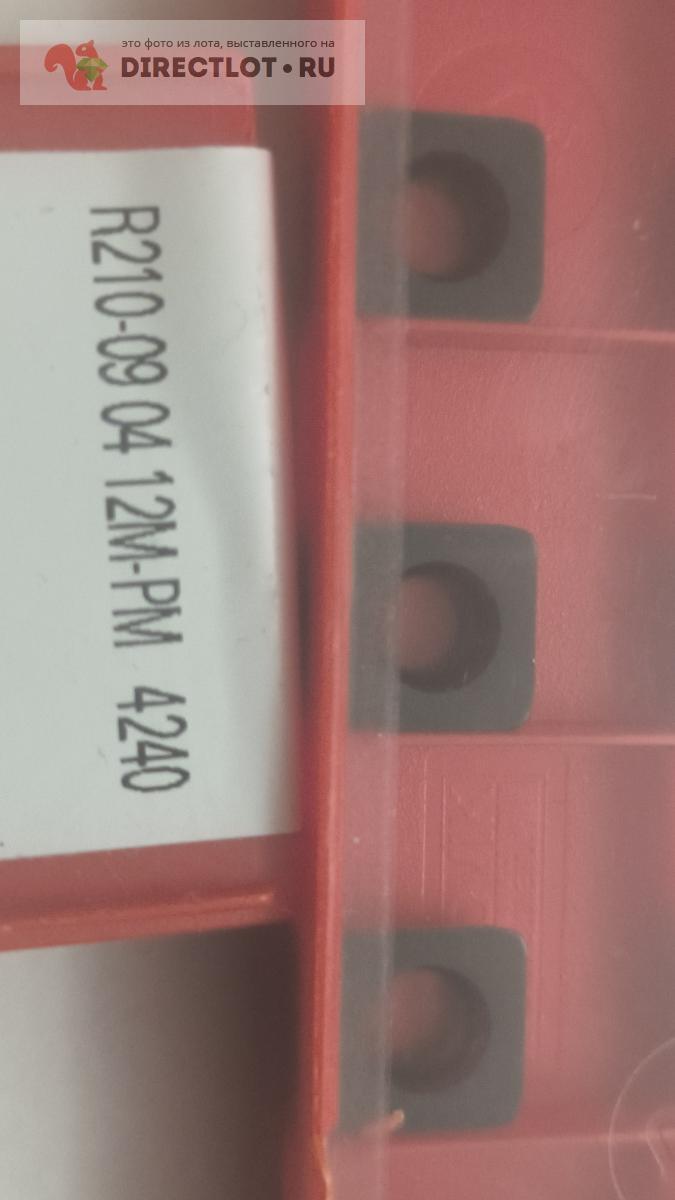 это фото из лота, выставленного на
DIRECTLOT•RU
R210-09 04 12M-PM 4240